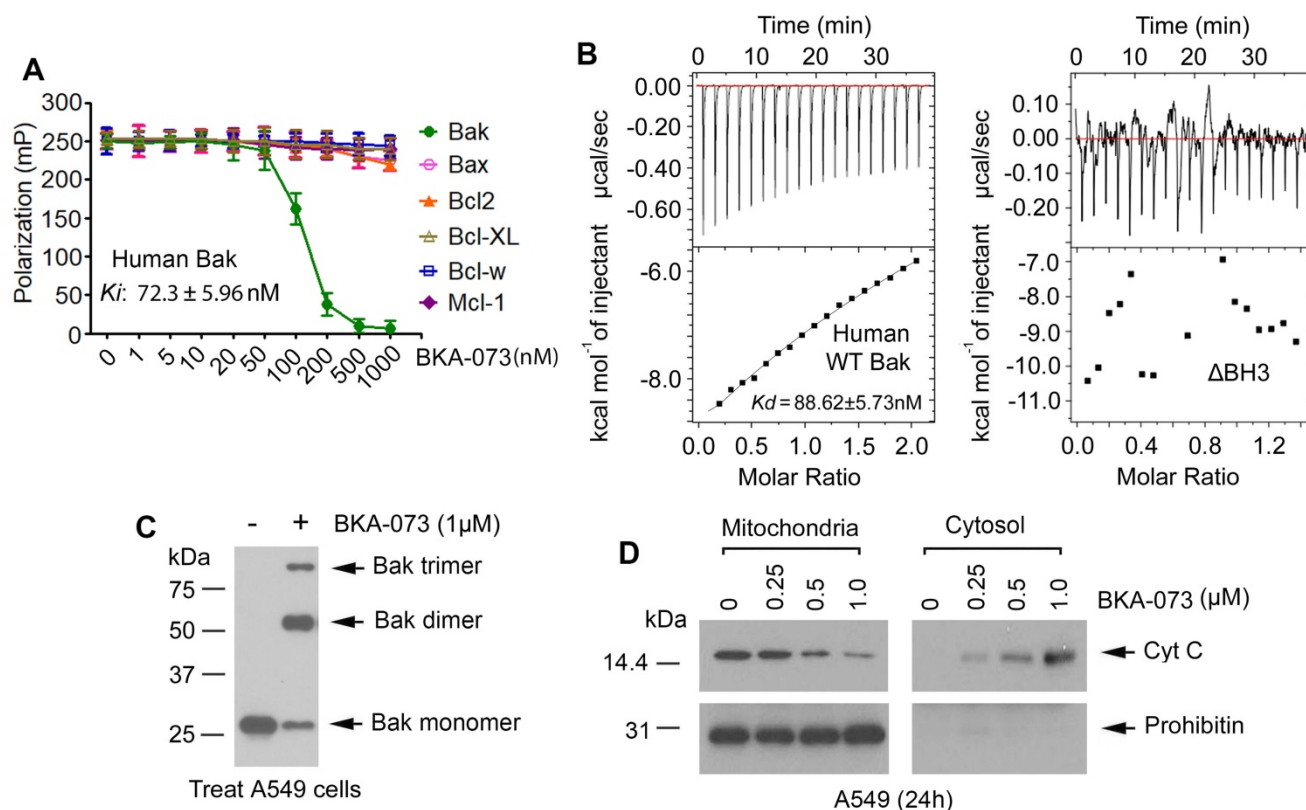 A
Polarization (mP)
300
250
200
150
100
50
0
Human Bak
Ki: 72.3 ± 5.96 nM
0 1 5 10 20 50 100 200 500 1000
BKA-073(nM)
Bak
Bax
Bcl2
Bcl-XL
Bcl-w
Mcl-1
B
Time (min)
0 10 20 30
µcal/sec
0.00
-0.20
-0.40
-0.60
kcal mol-1 of injectant
-6.0
-8.0
Human
WT Bak
Kd = 88.62±5.73nM
0.0 0.5 1.0 1.5 2.0
Molar Ratio
Time (min)
0 10 20 30
µcal/sec
0.10
0.00
-0.10
-0.20
kcal mol-1 of injectant
-7.0
-8.0
-9.0
-10.0
-11.0
ΔBH3
0.0 0.4 0.8 1.2
Molar Ratio
C
- + BKA-073 (1µM)
kDa
75
50
37
25
Bak trimer
Bak dimer
Bak monomer
Treat A549 cells
D
Mitochondria Cytosol
0 0.25 0.5 1.0 0 0.25 0.5 1.0 BKA-073 (µM)
kDa
14.4
Cyt C
31
Prohibitin
A549 (24h)